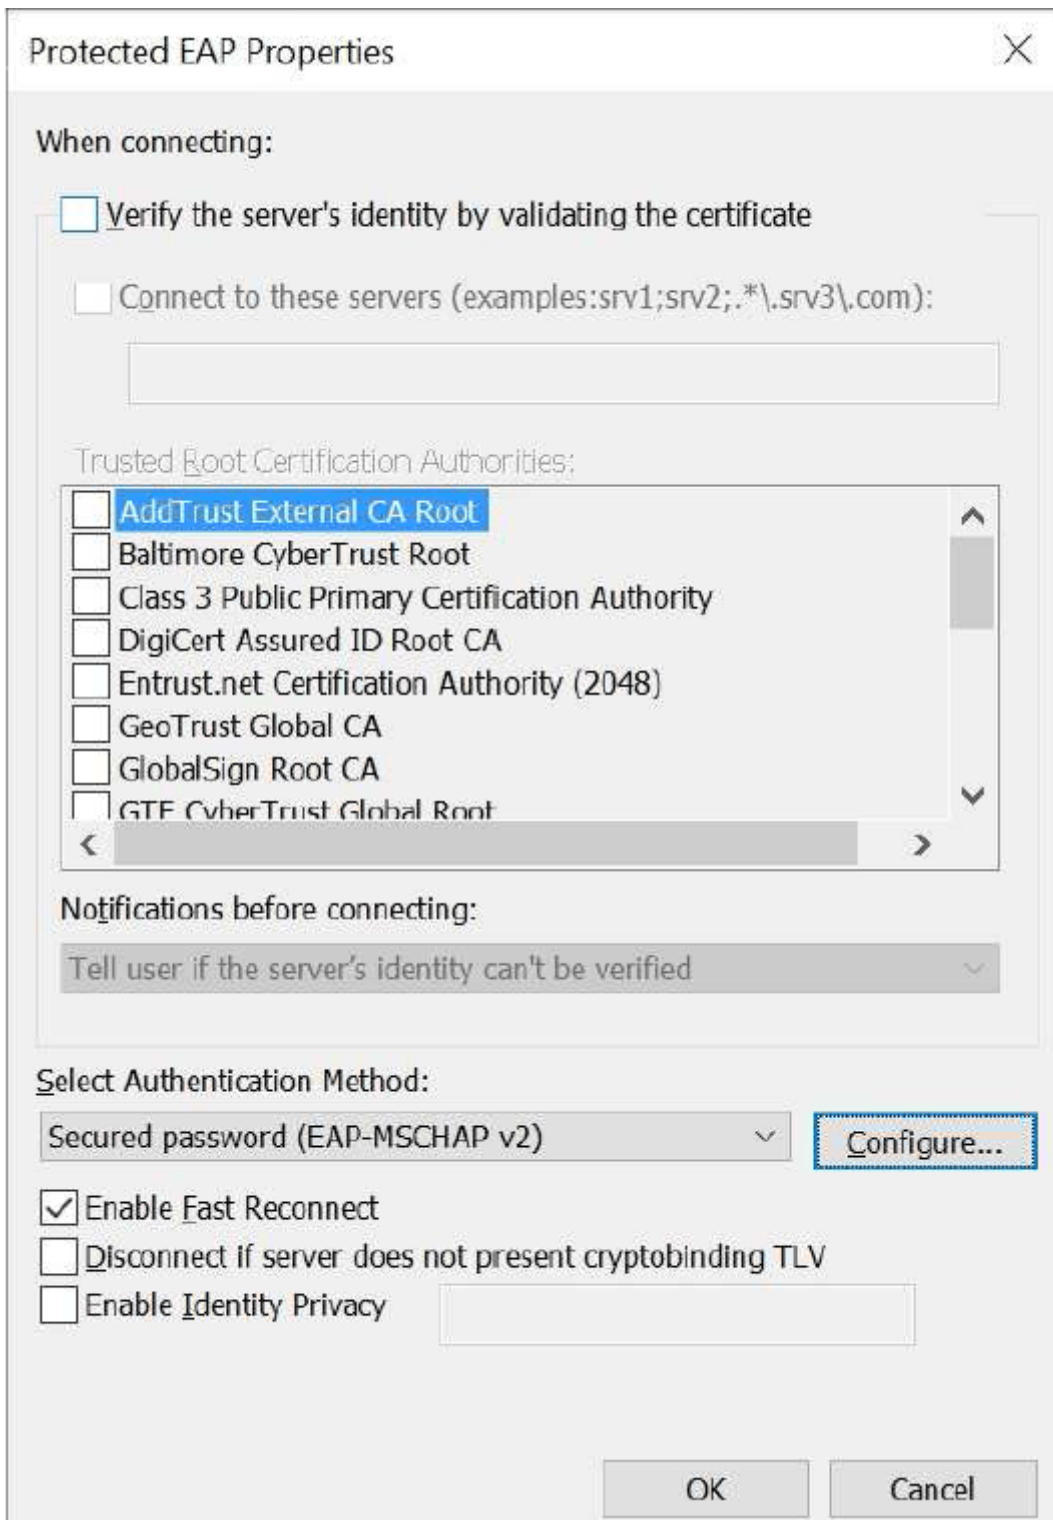 Protected EAP Properties
When connecting:
Verify the server's identity by validating the certificate
Connect to these servers (examples:srv1;srv2;.*\.srv3\.com):
Trusted Root Certification Authorities:
AddTrust External CA Root
Baltimore CyberTrust Root
Class 3 Public Primary Certification Authority
DigiCert Assured ID Root CA
Entrust.net Certification Authority (2048)
GeoTrust Global CA
GlobalSign Root CA
GTE CyberTrust Global Root
Notifications before connecting:
Tell user if the server's identity can't be verified
Select Authentication Method:
Secured password (EAP-MSCHAP v2)
Configure...
Enable Fast Reconnect
Disconnect if server does not present cryptobinding TLV
Enable Identity Privacy
OK
Cancel